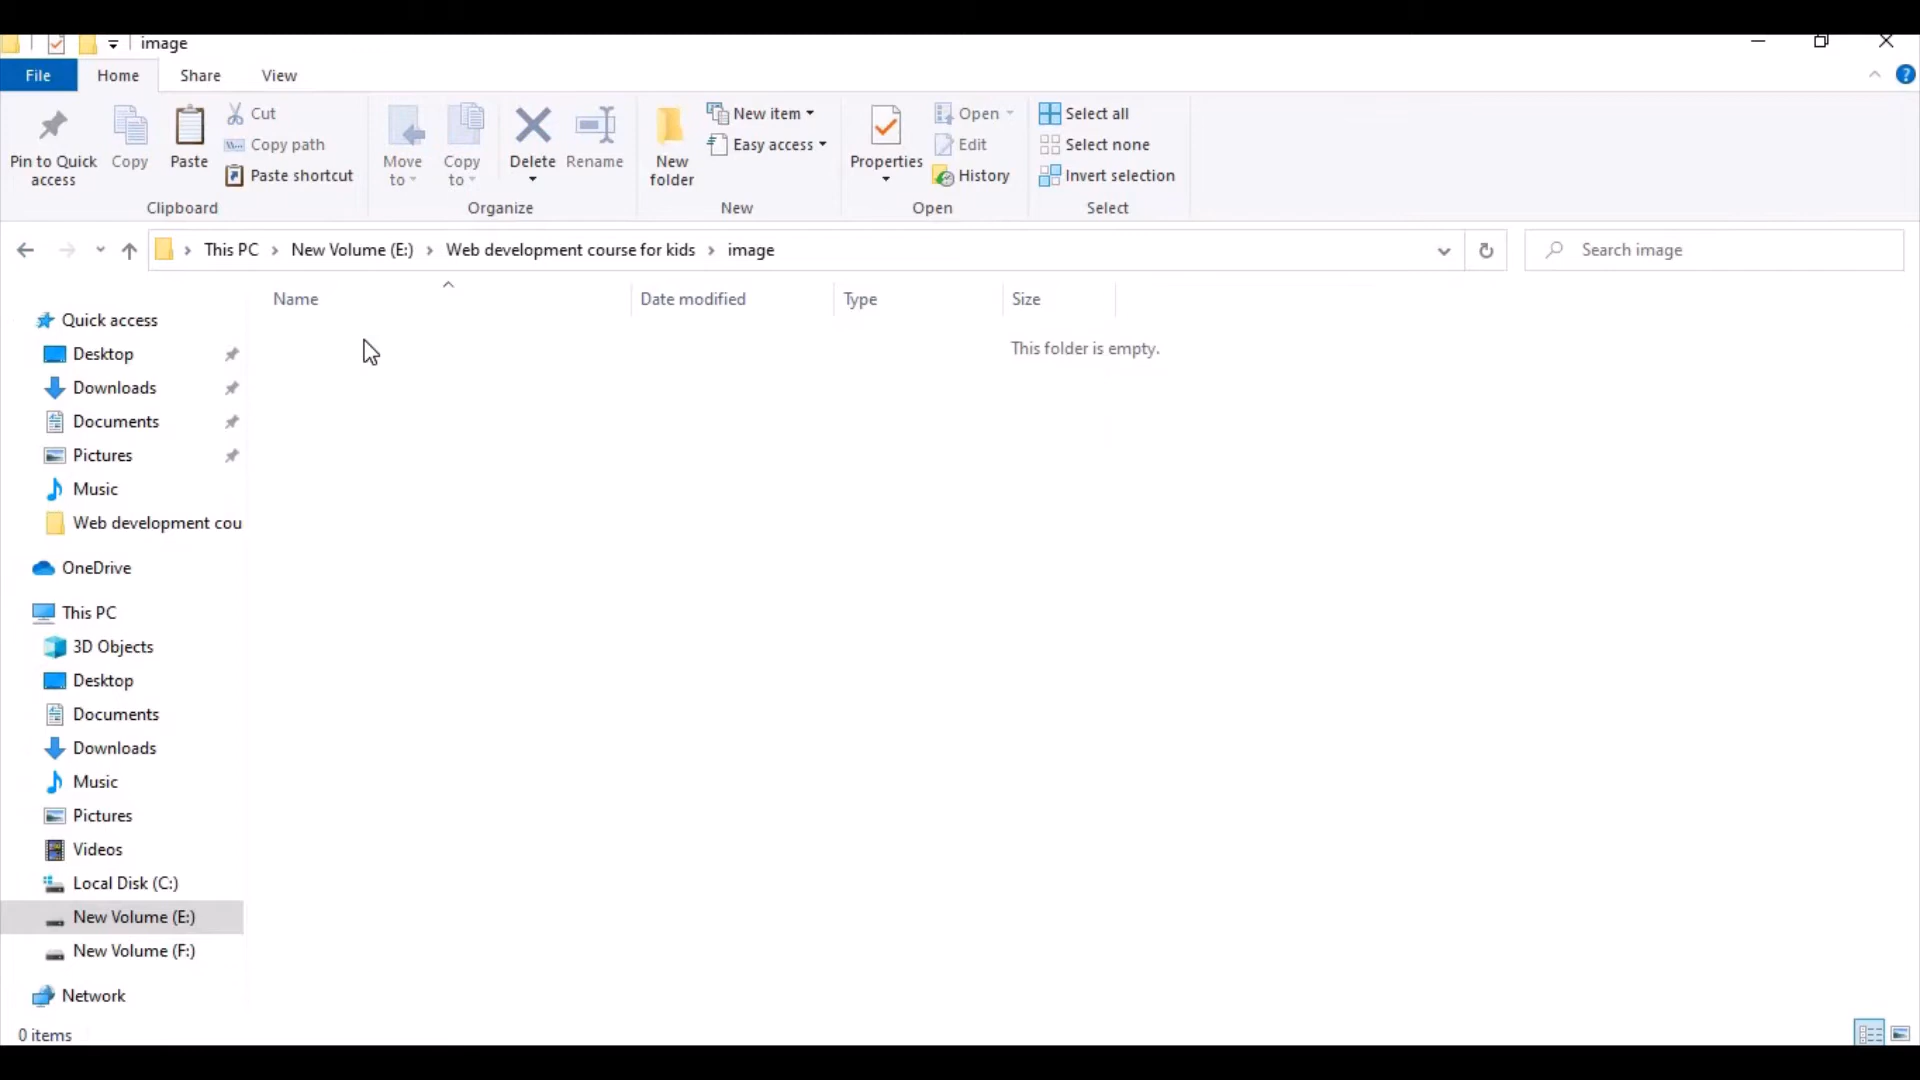 image
File Home Share View
Pin to Quick access
Copy
Paste
Cut
Copy path
Paste shortcut
Clipboard
Move to
Copy to
Delete
Rename
Organize
New folder
New item
Easy access
New
Properties
Open
Edit
History
Open
Select all
Select none
Invert selection
Select
This PC > New Volume (E:) > Web development course for kids > image
Search image
Name Date modified Type Size
This folder is empty.
Quick access
Desktop
Downloads
Documents
Pictures
Music
Web development cou
OneDrive
This PC
3D Objects
Desktop
Documents
Downloads
Music
Pictures
Videos
Local Disk (C:)
New Volume (E:)
New Volume (F:)
Network
0 items